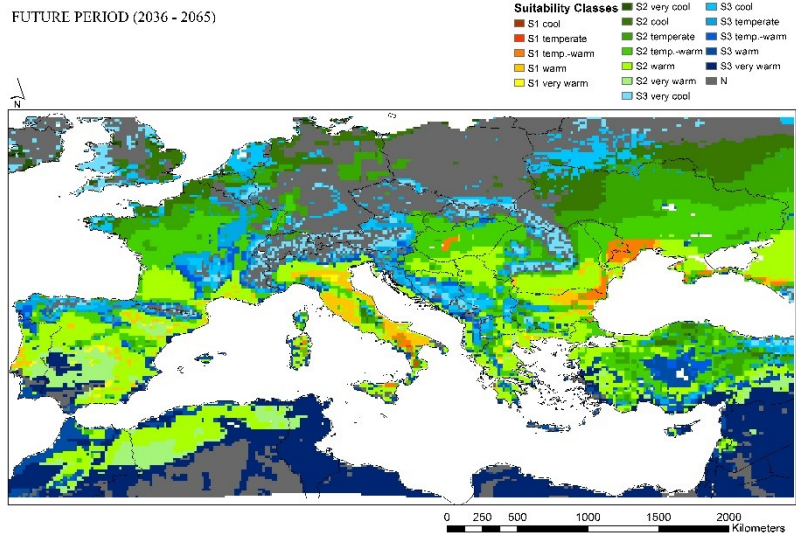 FUTURE PERIOD (2036 - 2065)
Suitability Classes
S1 cool
S1 temperate
S1 temp.-warm
S1 warm
S1 very warm
S2 very cool
S2 cool
S2 temperate
S2 temp.-warm
S2 warm
S2 very warm
S3 very cool
S3 cool
S3 temperate
S3 temp.-warm
S3 warm
S3 very warm
N
N
0 250 500 1000 1500 2000
Kilometers